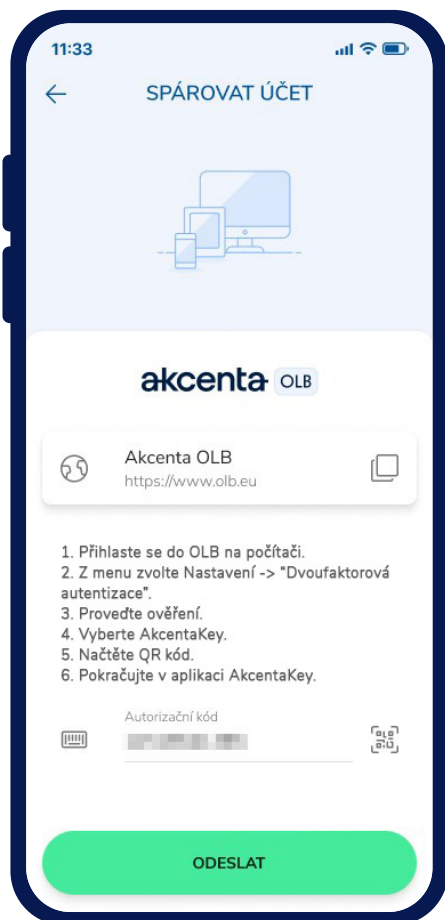 11:33
SPÁROVAT ÚČET
akcenta OLB
Akcenta OLB
https://www.olb.eu
1. Přihlaste se do OLB na počítači.
2. Z menu zvolte Nastavení -> "Dvoufaktorová
autentizace".
3. Proveďte ověření.
4. Vyberte AkcentaKey.
5. Načtěte QR kód.
6. Pokračujte v aplikaci AkcentaKey.
Autorizační kód
ODESLAT